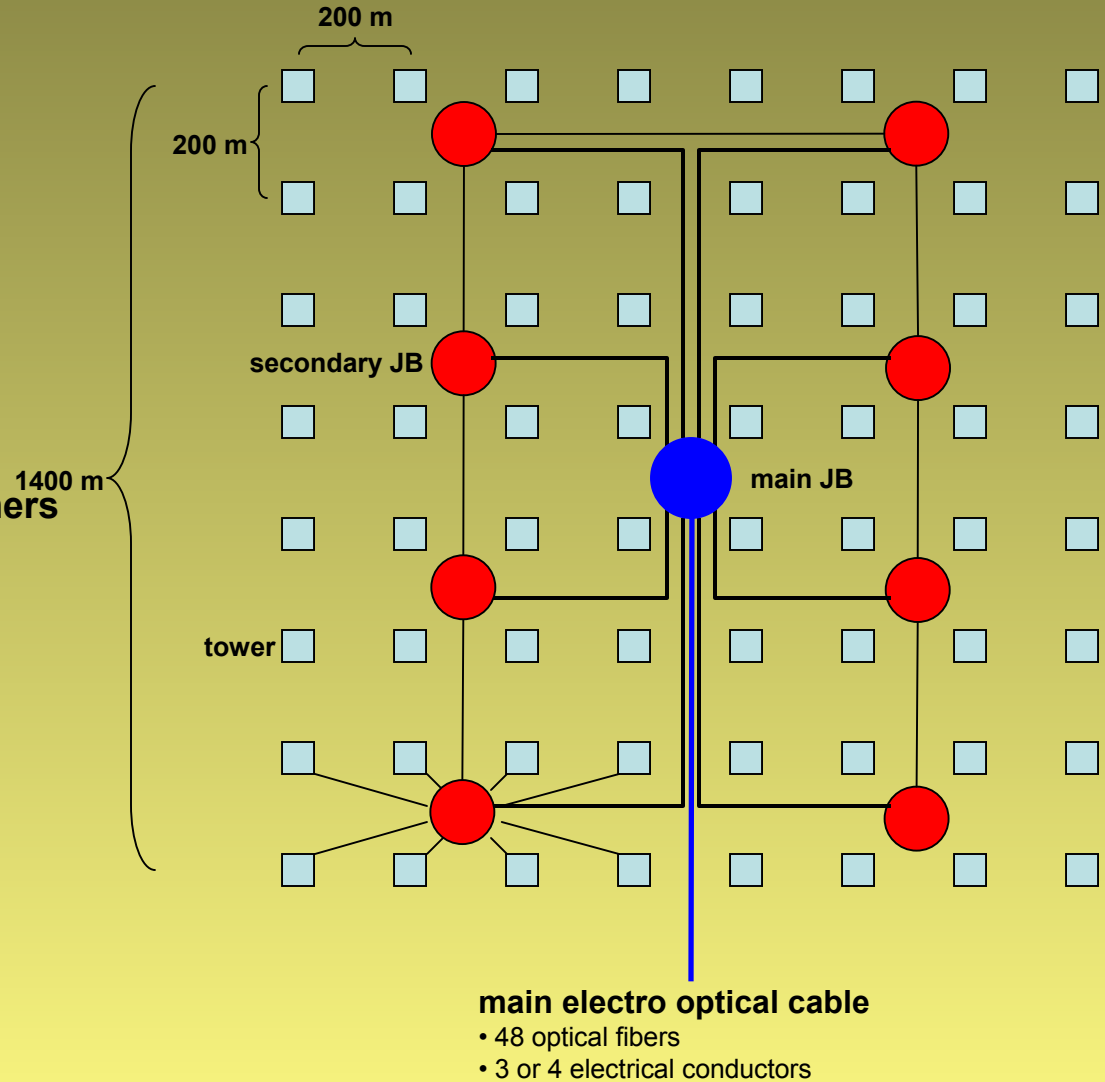 200 m
200 m
secondary JB
1400 m
main JB
tower
main electro optical cable
• 48 optical fibers
• 3 or 4 electrical conductors